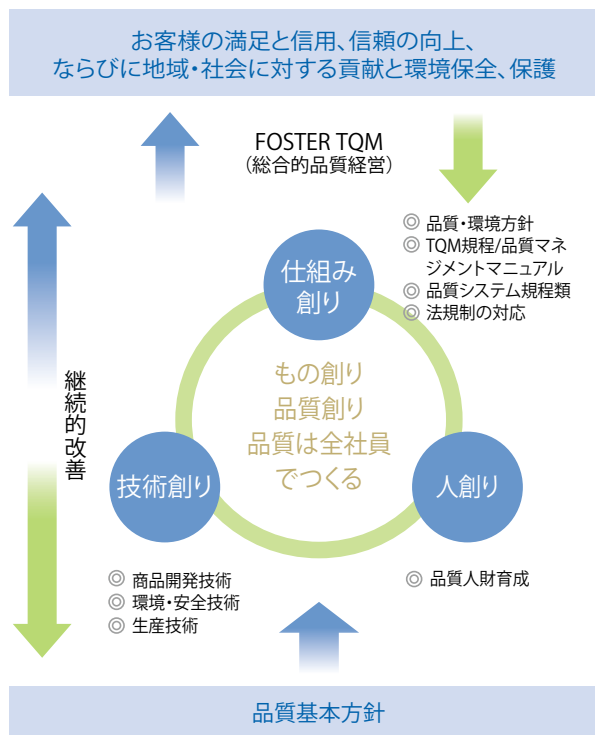 お客様の満足と信用、信頼の向上、
ならびに地域・社会に対する貢献と環境保全、保護
FOSTER TQM
（総合的品質経営）
◎ 品質・環境方針
◎ TQM規程/品質マネ
ジメントマニュアル
◎ 品質システム規程類
◎ 法規制の対応
仕組み
創り
もの創り
品質創り
品質は全社員
でつくる
継続的改善
技術創り
人創り
◎ 商品開発技術
◎ 環境・安全技術
◎ 生産技術
◎ 品質人財育成
品質基本方針